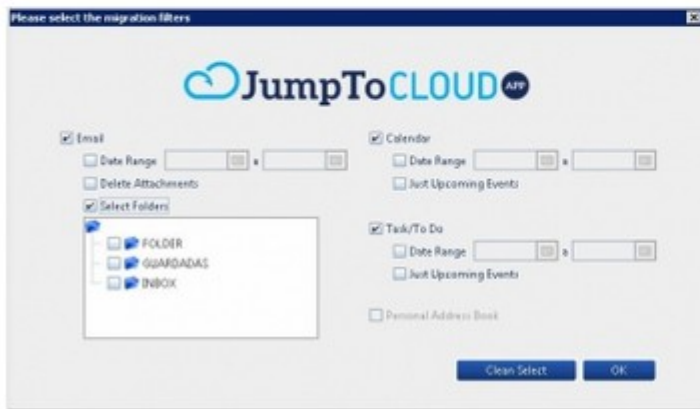 Please select the migration filters
JumpToCLOUD APP
Email
Date Range a
Delete Attachments
Select Folders
FOLDER
GUARDADAS
INBOX
Calendar
Date Range a
Just Upcoming Events
Task/To Do
Date Range a
Just Upcoming Events
Personal Address Book
Clean Select
OK